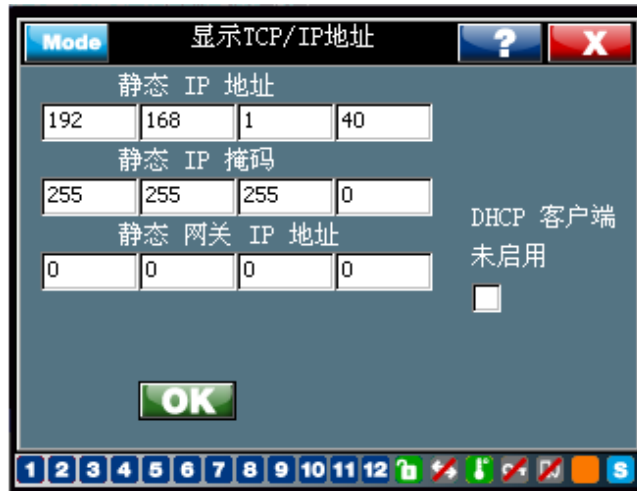 Mode 显示TCP/IP地址 ? X
静态 IP 地址
192 168 1 40
静态 IP 掩码
255 255 255 0
DHCP 客户端
静态 网关 IP 地址
未启用
0 0 0 0
OK
1 2 3 4 5 6 7 8 9 10 11 12 S